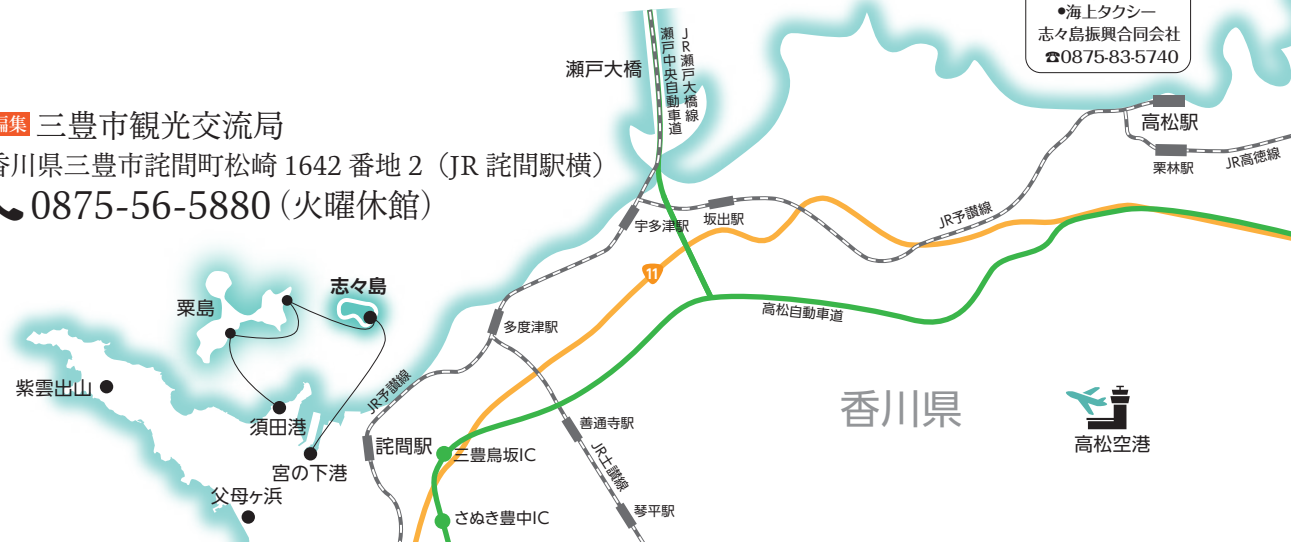 •海上タクシー
志々島振興合同会社
☎0875-83-5740
編集 三豊市観光交流局
香川県三豊市詫間町松崎 1642 番地 2（JR 詫間駅横）
0875-56-5880（火曜休館）
瀬戸大橋
JR瀬戸大橋線
瀬戸中央自動車道
高松駅
栗林駅
JR高徳線
宇多津駅
坂出駅
JR予讃線
11
高松自動車道
志々島
粟島
多度津駅
紫雲出山
JR予讃線
須田港
宮の下港
詫間駅
三豊鳥坂IC
善通寺駅
JR土讃線
香川県
高松空港
父母ヶ浜
さぬき豊中IC
琴平駅